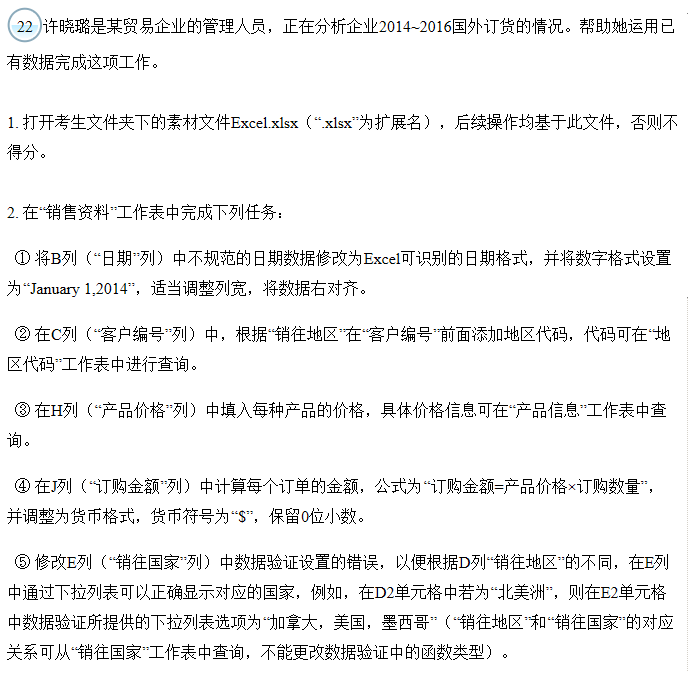 22 许晓璐是某贸易企业的管理人员，正在分析企业2014~2016国外订货的情况。帮助她运用已
有数据完成这项工作。
1. 打开考生文件夹下的素材文件Excel.xlsx（“.xlsx”为扩展名），后续操作均基于此文件，否则不
得分。
2. 在“销售资料”工作表中完成下列任务：
① 将B列（“日期”列）中不规范的日期数据修改为Excel可识别的日期格式，并将数字格式设置
为“January 1,2014”，适当调整列宽，将数据右对齐。
② 在C列（“客户编号”列）中，根据“销往地区”在“客户编号”前面添加地区代码，代码可在“地
区代码”工作表中进行查询。
③ 在H列（“产品价格”列）中填入每种产品的价格，具体价格信息可在“产品信息”工作表中查
询。
④ 在J列（“订购金额”列）中计算每个订单的金额，公式为“订购金额=产品价格×订购数量”，
并调整为货币格式，货币符号为“$”，保留0位小数。
⑤ 修改E列（“销往国家”列）中数据验证设置的错误，以便根据D列“销往地区”的不同，在E列
中通过下拉列表可以正确显示对应的国家，例如，在D2单元格中若为“北美洲”，则在E2单元格
中数据验证所提供的下拉列表选项为“加拿大，美国，墨西哥”（“销往地区”和“销往国家”的对应
关系可从“销往国家”工作表中查询，不能更改数据验证中的函数类型）。